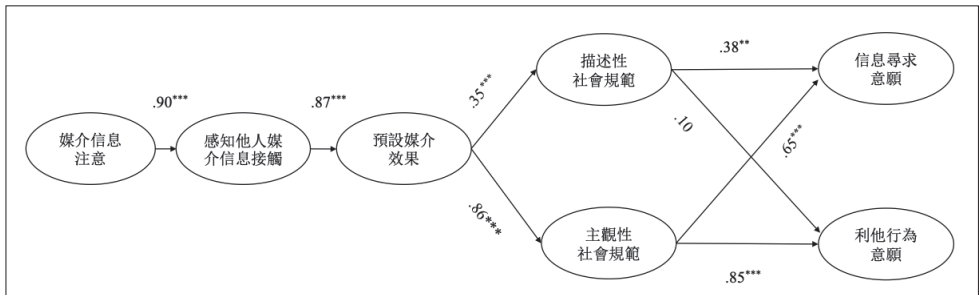 媒介信息
注意
.90***
感知他人媒
介信息接觸
.87***
預設媒介
效果
.35***
.86***
描述性
社會規範
主觀性
社會規範
.38**
.10
.65***
.85***
信息尋求
意願
利他行為
意願